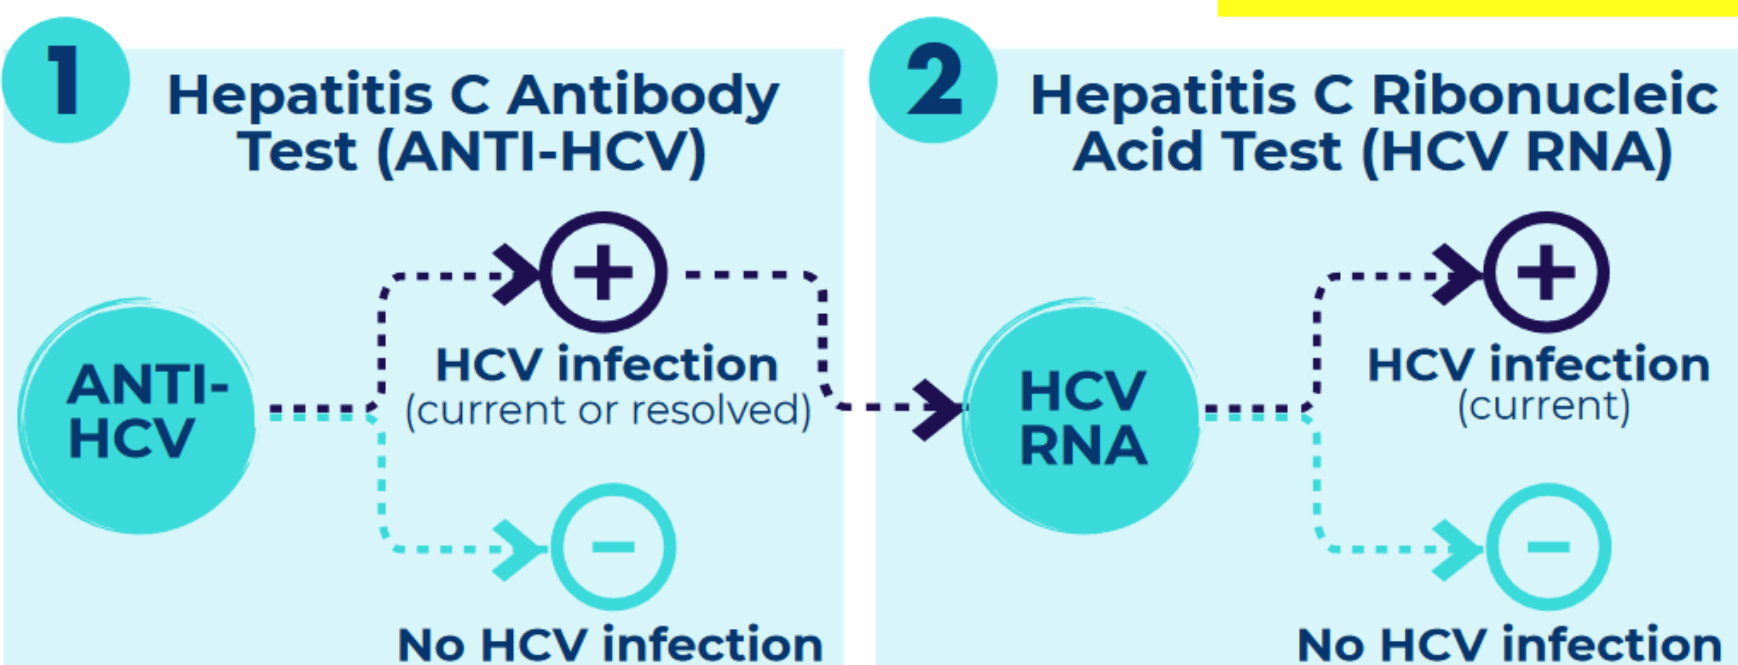 1
Hepatitis C Antibody
Test (ANTI-HCV)
ANTI-
HCV
+
HCV infection
(current or resolved)
-
No HCV infection
2
Hepatitis C Ribonucleic
Acid Test (HCV RNA)
HCV
RNA
+
HCV infection
(current)
-
No HCV infection